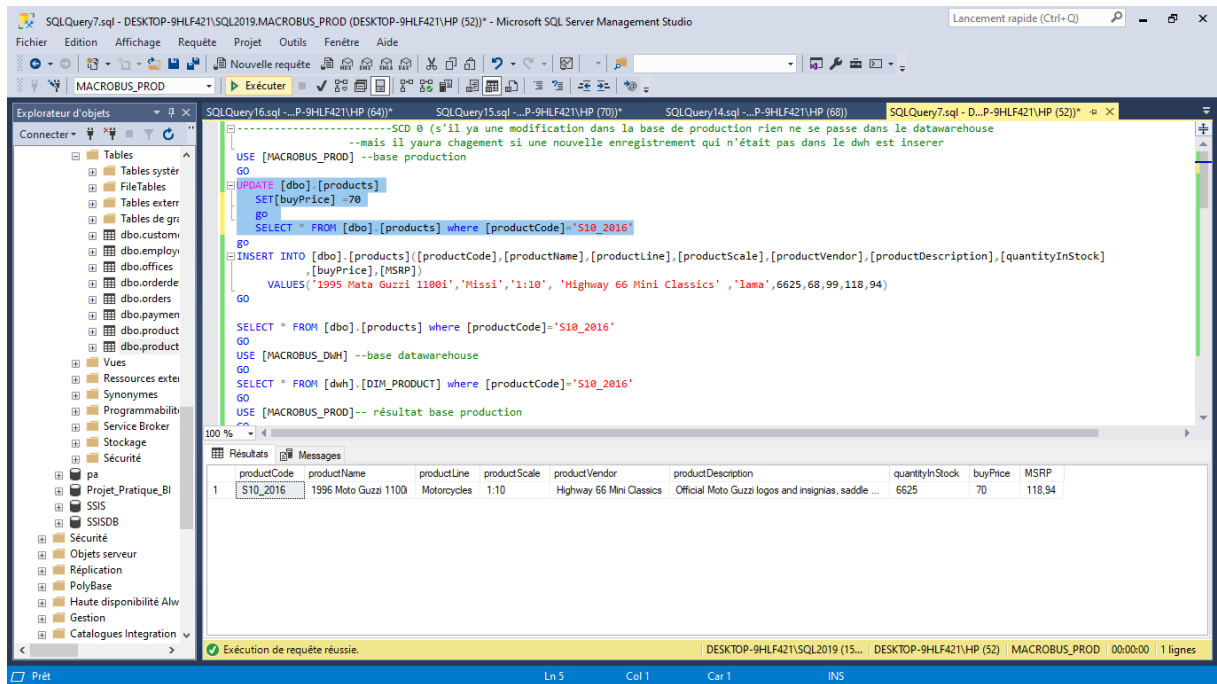 SQLQuery7.sql - DESKTOP-9HLF421\SQL2019.MACROBUS_PROD (DESKTOP-9HLF421\HP (52))* - Microsoft SQL Server Management Studio
Lancement rapide (Ctrl+Q)
Fichier Edition Affichage Requête Projet Outils Fenêtre Aide
Nouvelle requête
MACROBUS_PROD
Exécuter
Explorateur d'objets
SQLQuery16.sql -...P-9HLF421\HP (64))*
SQLQuery15.sql -...P-9HLF421\HP (70))*
SQLQuery14.sql -...P-9HLF421\HP (68))
SQLQuery7.sql - D...P-9HLF421\HP (52))*
Connecter
Tables
Tables systèr
FileTables
Tables extern
Tables de gra
dbo.custome
dbo.employe
dbo.offices
dbo.orderdet
dbo.orders
dbo.paymen
dbo.product
dbo.product
Vues
Ressources exter
Synonymes
Programmabilité
Service Broker
Stockage
Sécurité
pa
Projet_Pratique_BI
SSIS
SSISDB
Sécurité
Objets serveur
Réplication
PolyBase
Haute disponibilité Alw
Gestion
Catalogues Integration
-------------------------SCD 0 (s'il ya une modification dans la base de production rien ne se passe dans le datawarehouse
--mais il yaura chagement si une nouvelle enregistrement qui n'était pas dans le dwh est inserer
USE [MACROBUS_PROD] --base production
GO
UPDATE [dbo].[products]
SET[buyPrice] =70
go
SELECT * FROM [dbo].[products] where [productCode]='S10_2016'
go
INSERT INTO [dbo].[products]([productCode],[productName],[productLine],[productScale],[productVendor],[productDescription],[quantityInStock]
,[buyPrice],[MSRP])
VALUES('1995 Mata Guzzi 1100i','Missi','1:10', 'Highway 66 Mini Classics' ,'lama',6625,68,99,118,94)
GO
SELECT * FROM [dbo].[products] where [productCode]='S10_2016'
GO
USE [MACROBUS_DWH] --base datawarehouse
GO
SELECT * FROM [dwh].[DIM_PRODUCT] where [productCode]='S10_2016'
GO
USE [MACROBUS_PROD]-- résultat base production
100 %
Résultats Messages
productCode productName productLine productScale productVendor productDescription quantityInStock buyPrice MSRP
1 S10_2016 1996 Moto Guzzi 1100i Motorcycles 1:10 Highway 66 Mini Classics Official Moto Guzzi logos and insignias, saddle ... 6625 70 118,94
Exécution de requête réussie.
DESKTOP-9HLF421\SQL2019 (15... DESKTOP-9HLF421\HP (52) MACROBUS_PROD 00:00:00 1 lignes
Prêt
Ln 5 Col 1 Car 1 INS